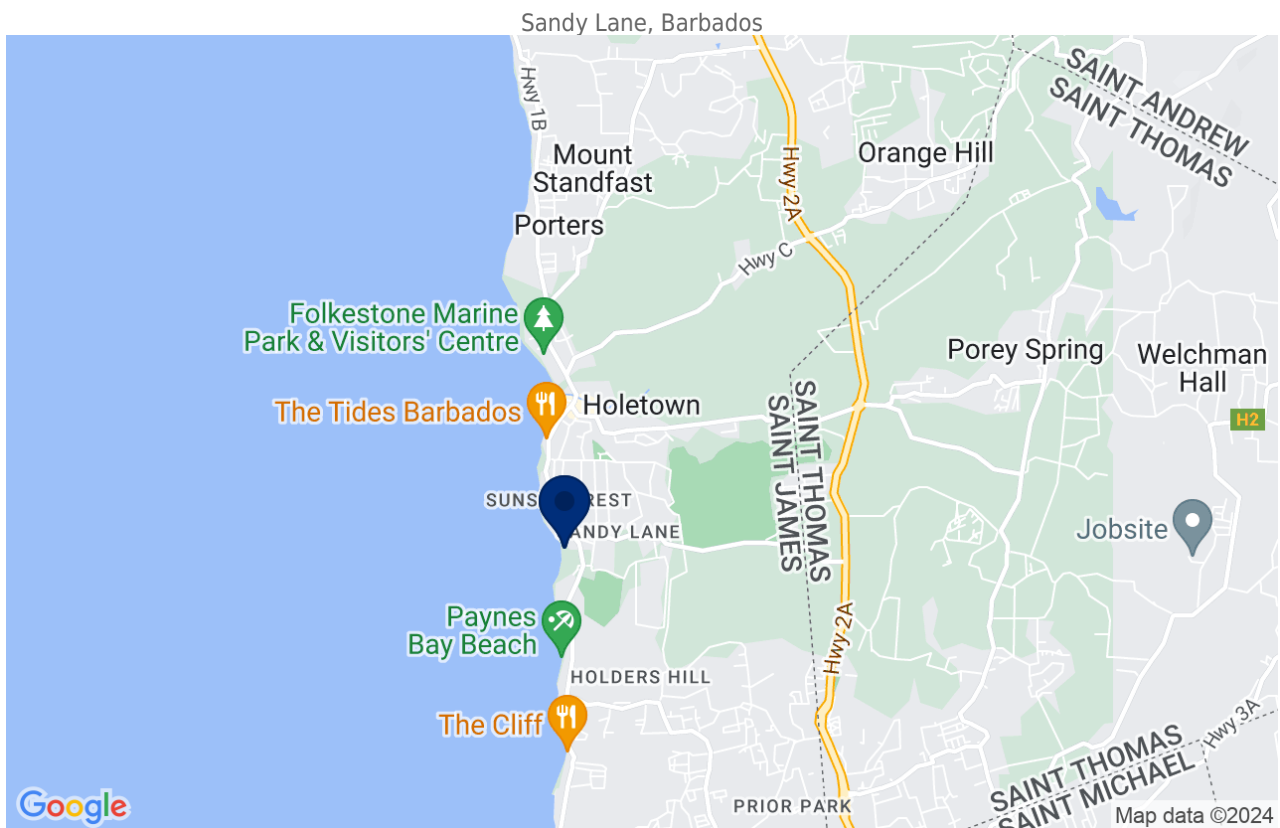 Sandy Lane, Barbados
Hwy 1B
SAINT ANDREW
SAINT THOMAS
Mount
Standfast
Orange Hill
Hwy 2A
Porters
Hwy C
Folkestone Marine
Park & Visitors' Centre
Porey Spring
Welchman
Hall
The Tides Barbados
Holetown
H2
SAINT THOMAS
SAINT JAMES
SUNS REST
ANDY LANE
Jobsite
Paynes
Bay Beach
Hwy 2A
HOLDERS HILL
The Cliff
Hwy 3A
SAINT THOMAS
SAINT MICHAEL
PRIOR PARK
Google
Map data ©2024